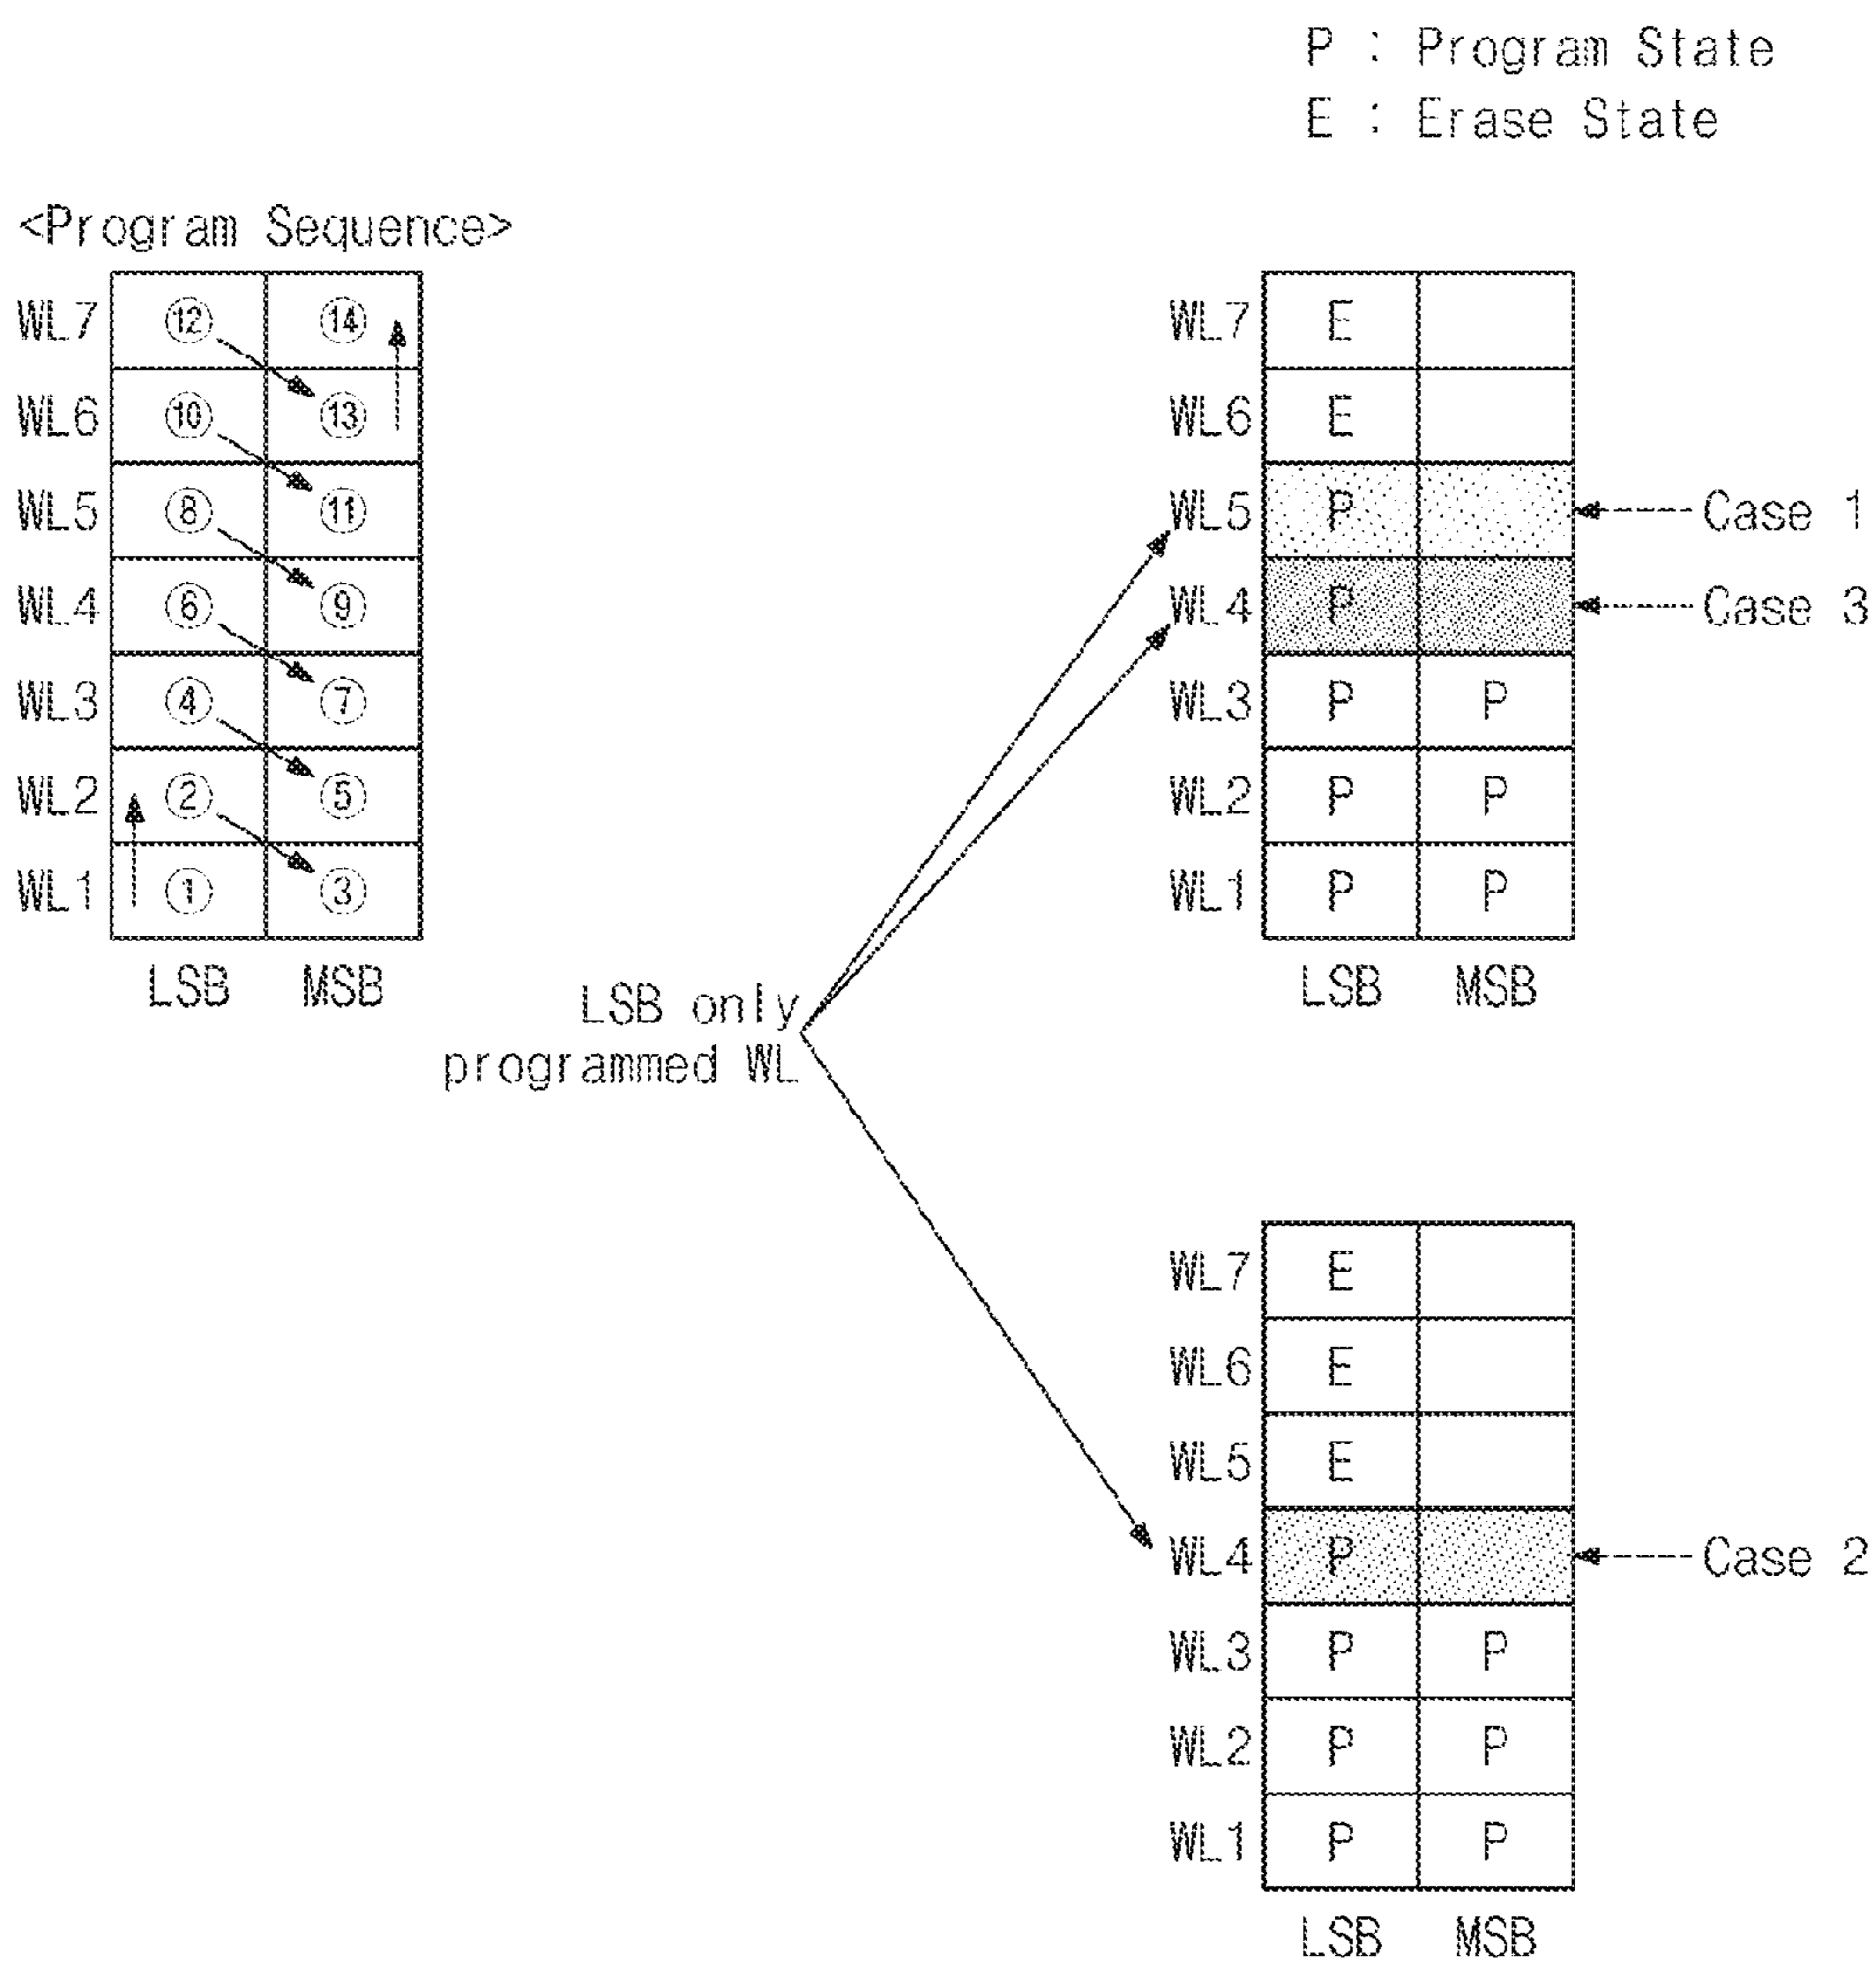 P : Program State
E : Erase State
<Program Sequence>
WL7 ⑫ ⑭
WL6 ⑩ ⑬
WL5 ⑧ ⑪
WL4 ⑥ ⑨
WL3 ④ ⑦
WL2 ② ⑤
WL1 ① ③
LSB MSB
WL7 E
WL6 E
WL5 P Case 1
WL4 P Case 3
WL3 P P
WL2 P P
WL1 P P
LSB MSB
LSB only
programmed WL
WL7 E
WL6 E
WL5 E
WL4 P Case 2
WL3 P P
WL2 P P
WL1 P P
LSB MSB